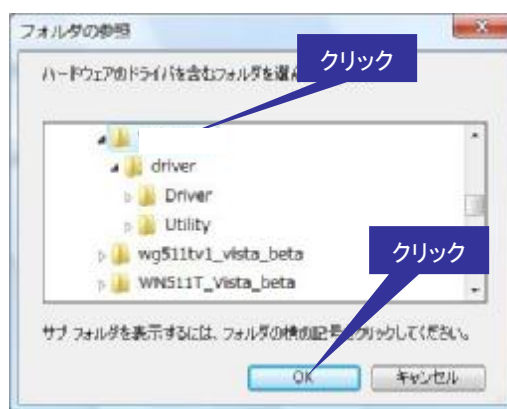 フォルダの参照
クリック
ハードウェアのドライバを含むフォルダを選ん
driver
Driver
Utility
wg511tv1_vista_beta
クリック
WN511T_Vista_beta
サブ フォルダを表示するには、フォルダの横の記号をクリックしてください。
OK
キャンセル